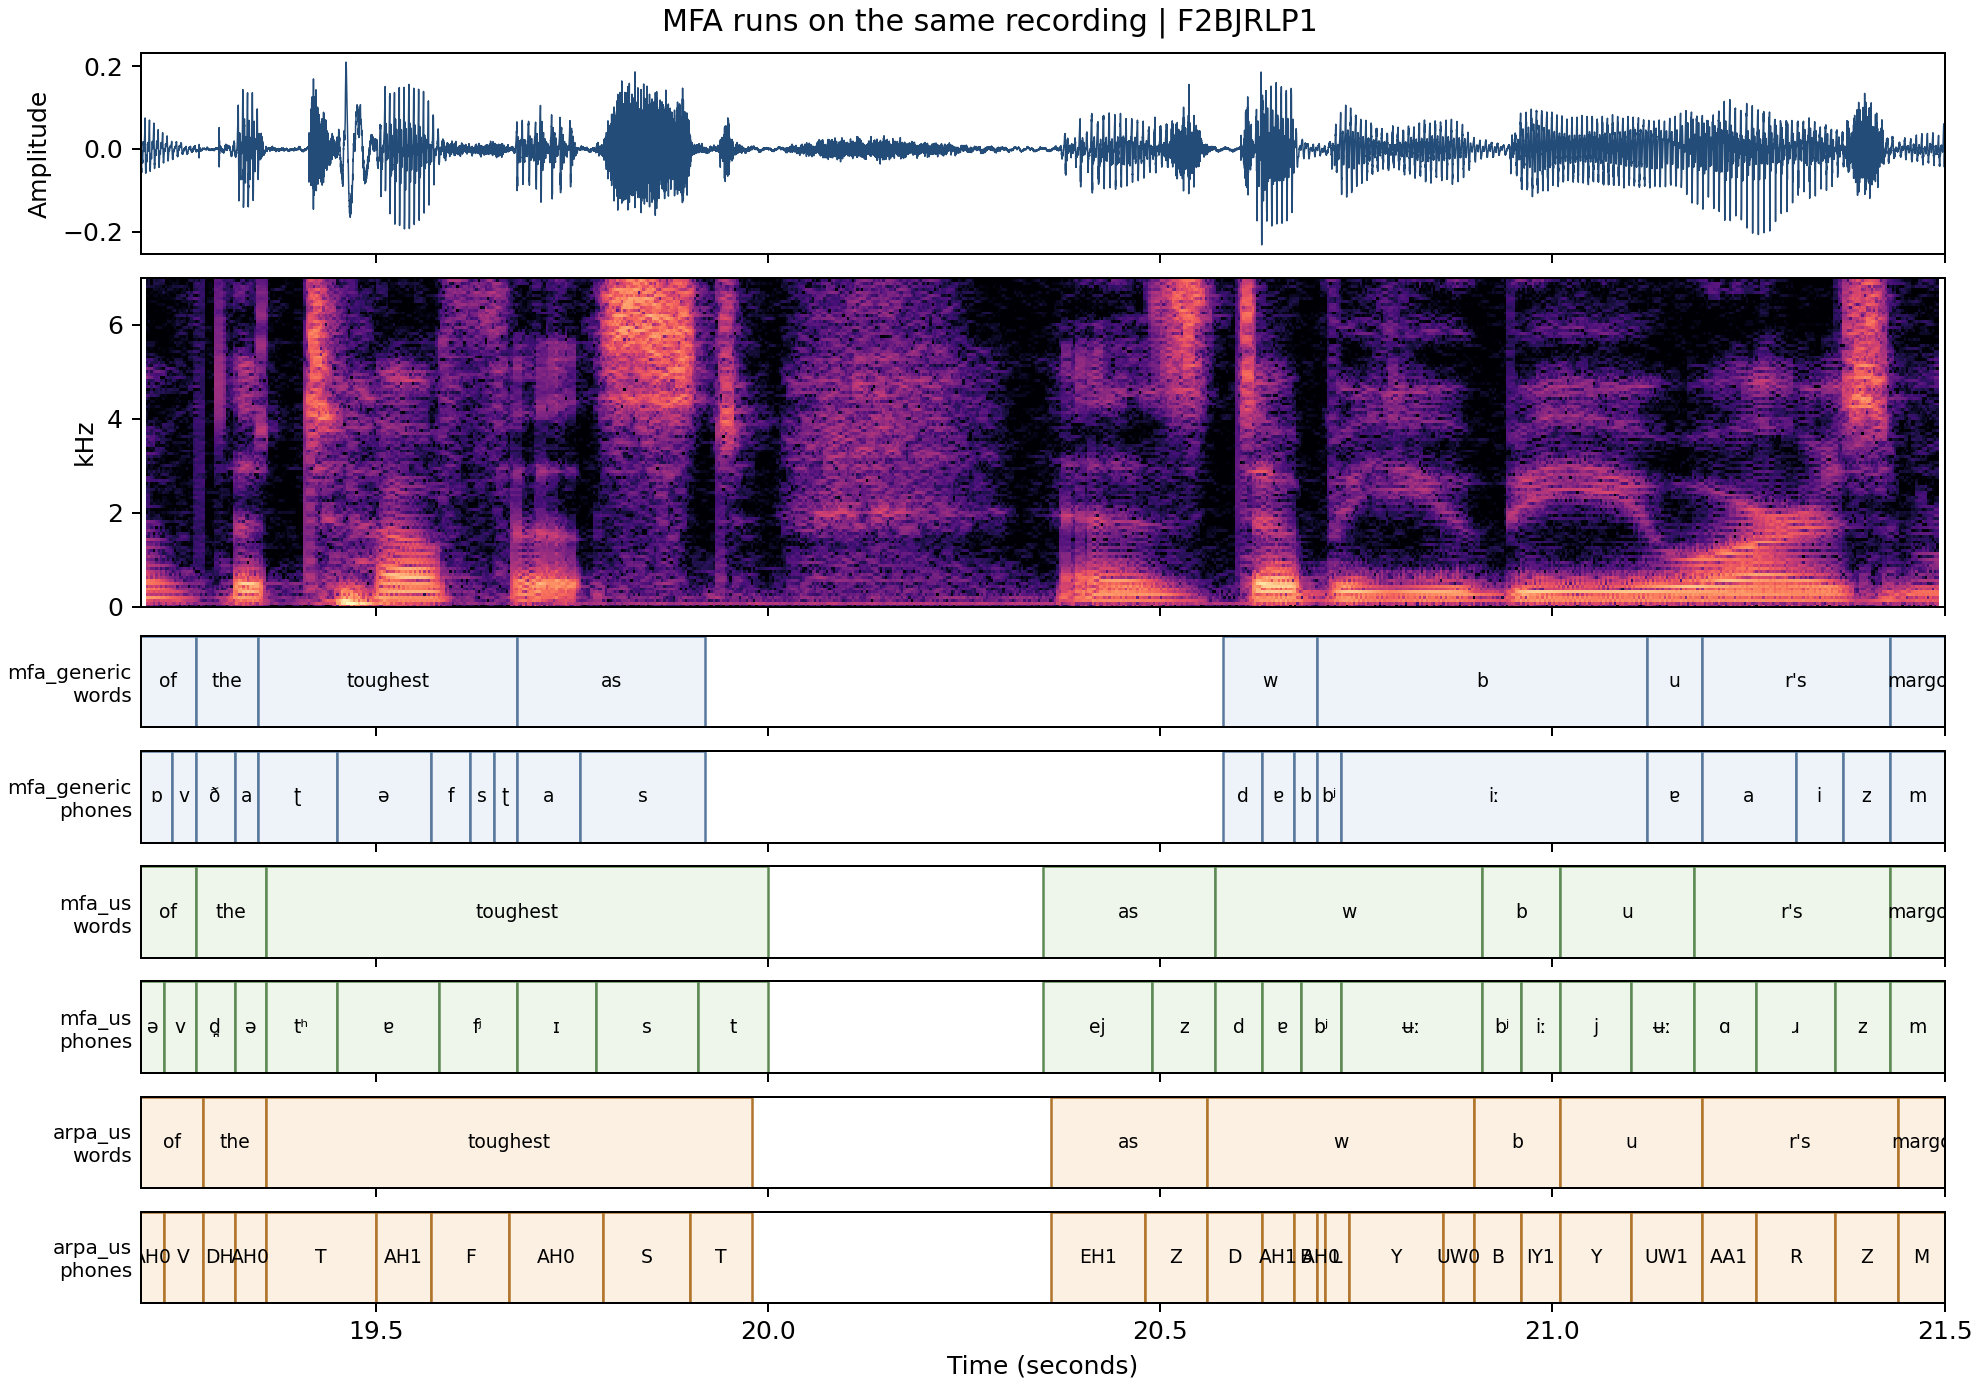 MFA runs on the same recording | F2BJRLP1
Amplitude
0.2
0.0
−0.2
kHz
6
4
2
0
mfa_generic words
of the toughest as w b u r's margo
mfa_generic phones
ɒ v ð a ʈ ə f s ʈ a s d ɐ b bʲ iː ɐ a i z m
mfa_us words
of the toughest as w b u r's margo
mfa_us phones
ə v d̪ ə tʰ ɐ fʲ ɪ s t ej z d ɐ bʲ ʉː bʲ iː j ʉː ɑ ɹ z m
arpa_us words
of the toughest as w b u r's margo
arpa_us phones
AH0 V DH AH0 T AH1 F AH0 S T EH1 Z D AH1 B AH0 L Y UW0 B IY1 Y UW1 AA1 R Z M
19.5 20.0 20.5 21.0 21.5
Time (seconds)